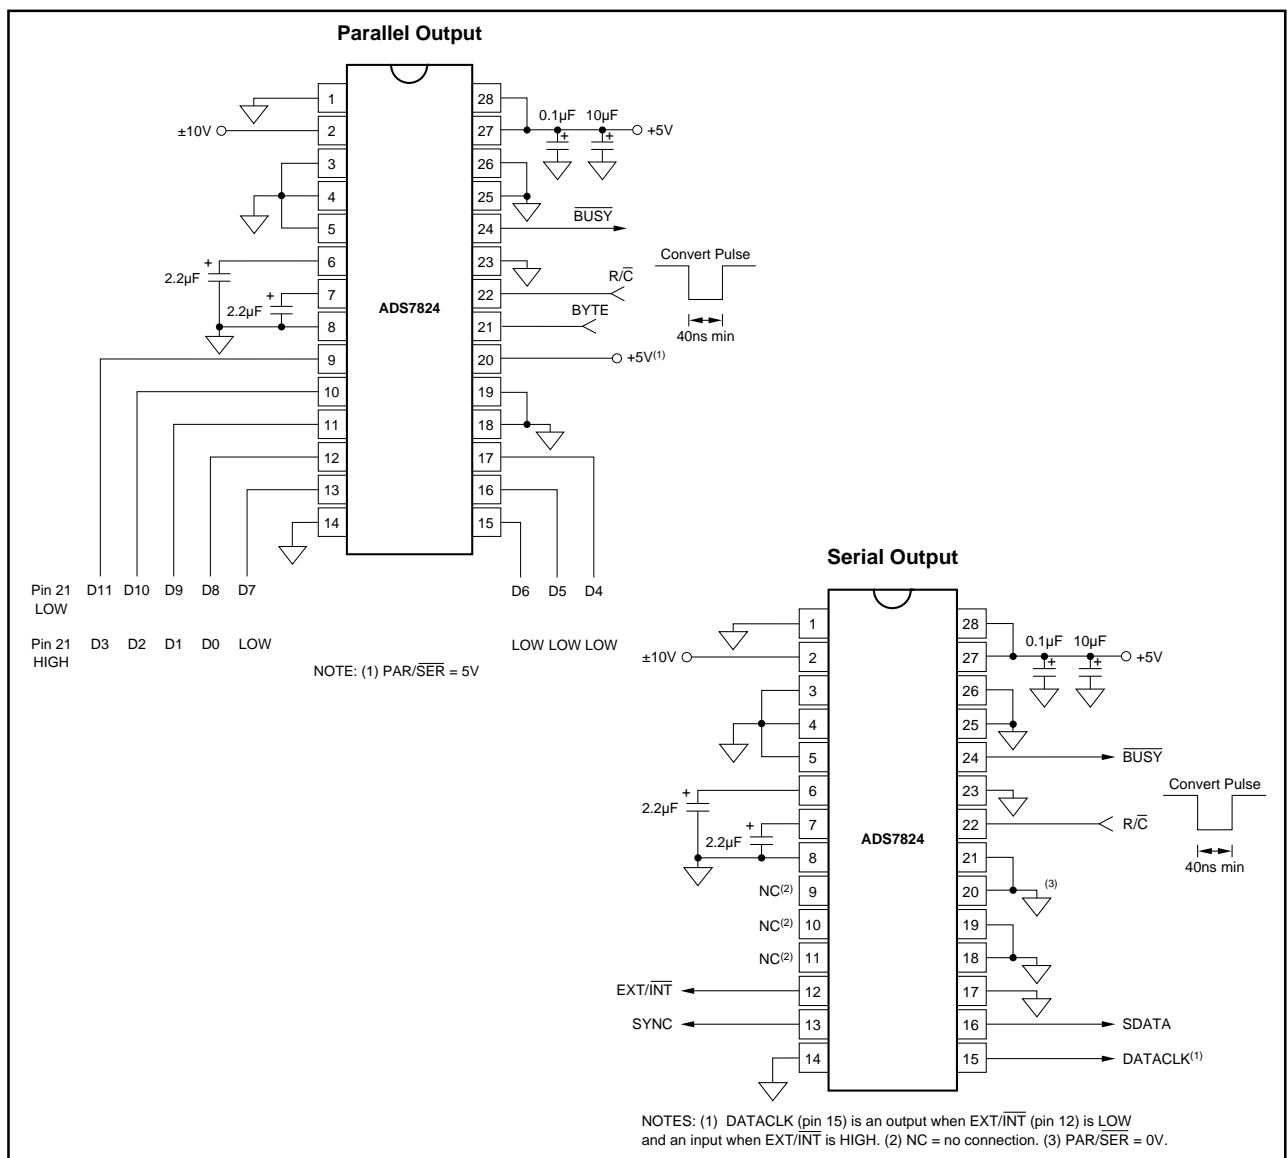 Parallel Output
1 28
0.1µF 10µF
±10V 2 27 +5V
3 26
4 25
BUSY
5 24
Convert Pulse
6 23
2.2µF
R/C
7 22
2.2µF
ADS7824
BYTE
8 21
40ns min
9 20 +5V(1)
10 19
11 18
12 17
13 16
14 15
Pin 21 LOW D11 D10 D9 D8 D7 D6 D5 D4
Pin 21 HIGH D3 D2 D1 D0 LOW LOW LOW LOW
NOTE: (1) PAR/SER = 5V
Serial Output
1 28
0.1µF 10µF
±10V 2 27 +5V
3 26
4 25
5 24 BUSY
Convert Pulse
6 23
2.2µF
7 22 R/C
2.2µF
ADS7824
8 21
40ns min
NC(2) 9 20 (3)
NC(2) 10 19
NC(2) 11 18
EXT/INT 12 17
SYNC 13 16 SDATA
14 15 DATACLK(1)
NOTES: (1) DATACLK (pin 15) is an output when EXT/INT (pin 12) is LOW
and an input when EXT/INT is HIGH. (2) NC = no connection. (3) PAR/SER = 0V.